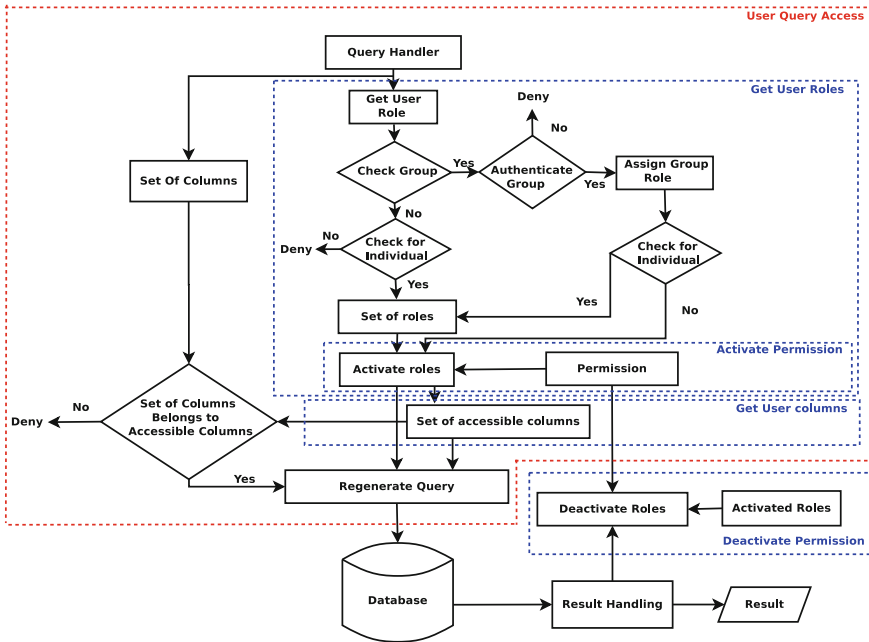 User Query Access
Query Handler
Get User Roles
Get User
Role
Deny
No
Set Of Columns
Check Group
Yes
Authenticate
Group
Yes
Assign Group
Role
No
No
Deny
Check for
Individual
Check for
Individual
Yes
Yes
No
Set of roles
Activate Permission
Activate roles
Permission
Get User columns
No
Deny
Set of Columns
Belongs to
Accessible Columns
Set of accessible columns
Yes
Regenerate Query
Deactivate Roles
Activated Roles
Deactivate Permission
Database
Result Handling
Result